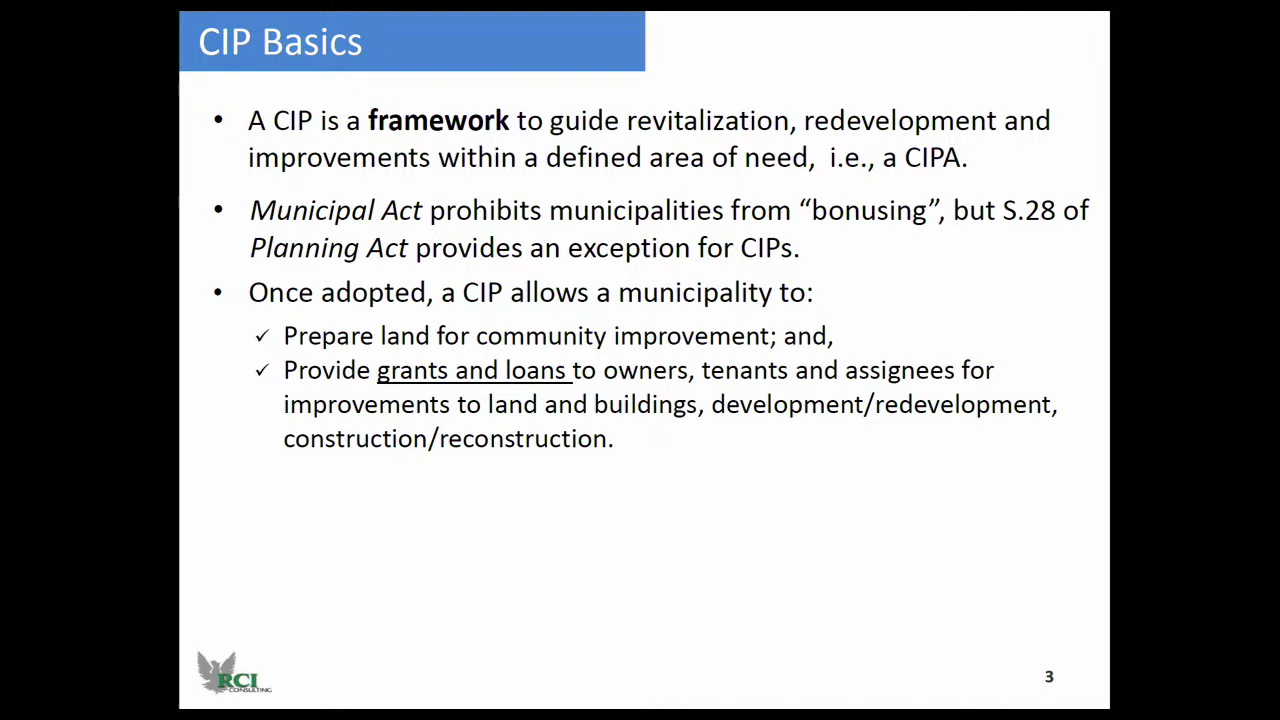 CIP Basics
• A CIP is a framework to guide revitalization, redevelopment and
improvements within a defined area of need,  i.e., a CIPA.
• Municipal Act prohibits municipalities from “bonusing”, but S.28 of
Planning Act provides an exception for CIPs.
• Once adopted, a CIP allows a municipality to:
✓ Prepare land for community improvement; and,
✓ Provide grants and loans to owners, tenants and assignees for
improvements to land and buildings, development/redevelopment,
construction/reconstruction.
RCI
CONSULTING
3